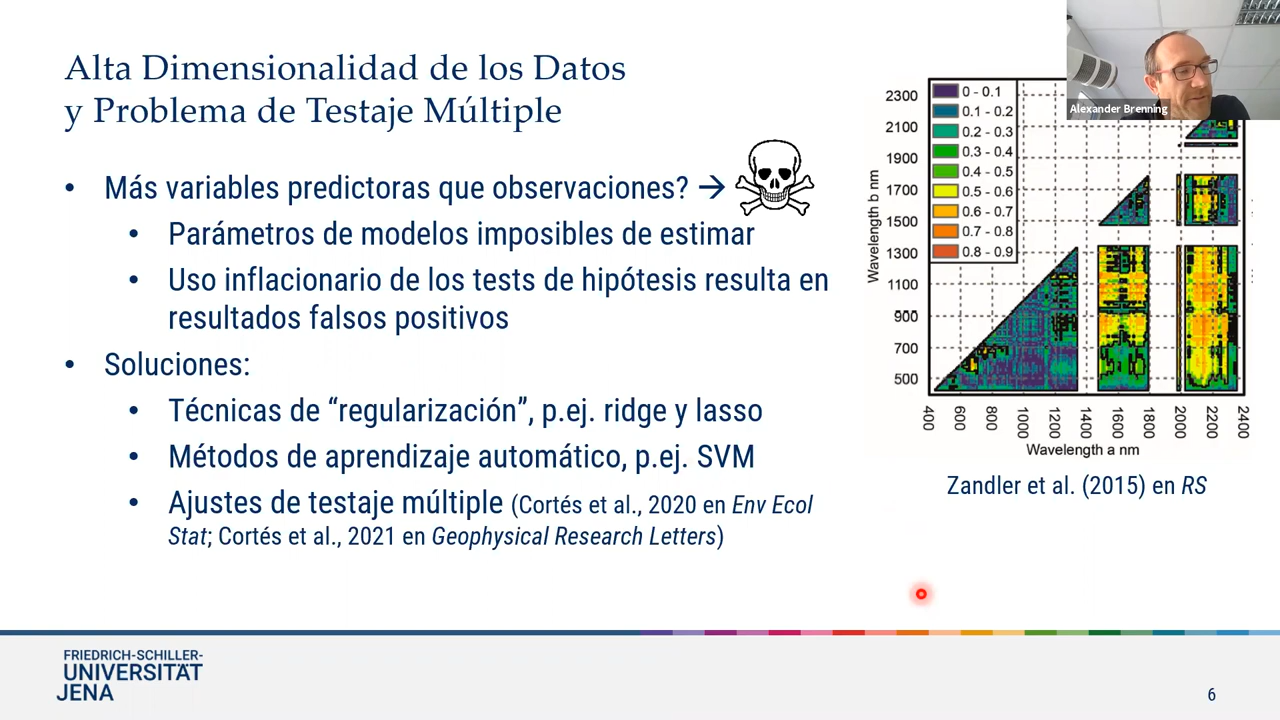 Alta Dimensionalidad de los Datos
y Problema de Testaje Múltiple
• Más variables predictoras que observaciones? →
• Parámetros de modelos imposibles de estimar
• Uso inflacionario de los tests de hipótesis resulta en
resultados falsos positivos
• Soluciones:
• Técnicas de “regularización”, p.ej. ridge y lasso
• Métodos de aprendizaje automático, p.ej. SVM
• Ajustes de testaje múltiple (Cortés et al., 2020 en Env Ecol
Stat; Cortés et al., 2021 en Geophysical Research Letters)
Alexander Brenning
0 - 0.1
0.1 - 0.2
0.2 - 0.3
0.3 - 0.4
0.4 - 0.5
0.5 - 0.6
0.6 - 0.7
0.7 - 0.8
0.8 - 0.9
Wavelength b nm
2300
2100
1900
1700
1500
1300
1100
900
700
500
400 600 800 1000 1200 1400 1600 1800 2000 2200 2400
Wavelength a nm
Zandler et al. (2015) en RS
FRIEDRICH-SCHILLER-
UNIVERSITÄT
JENA
6